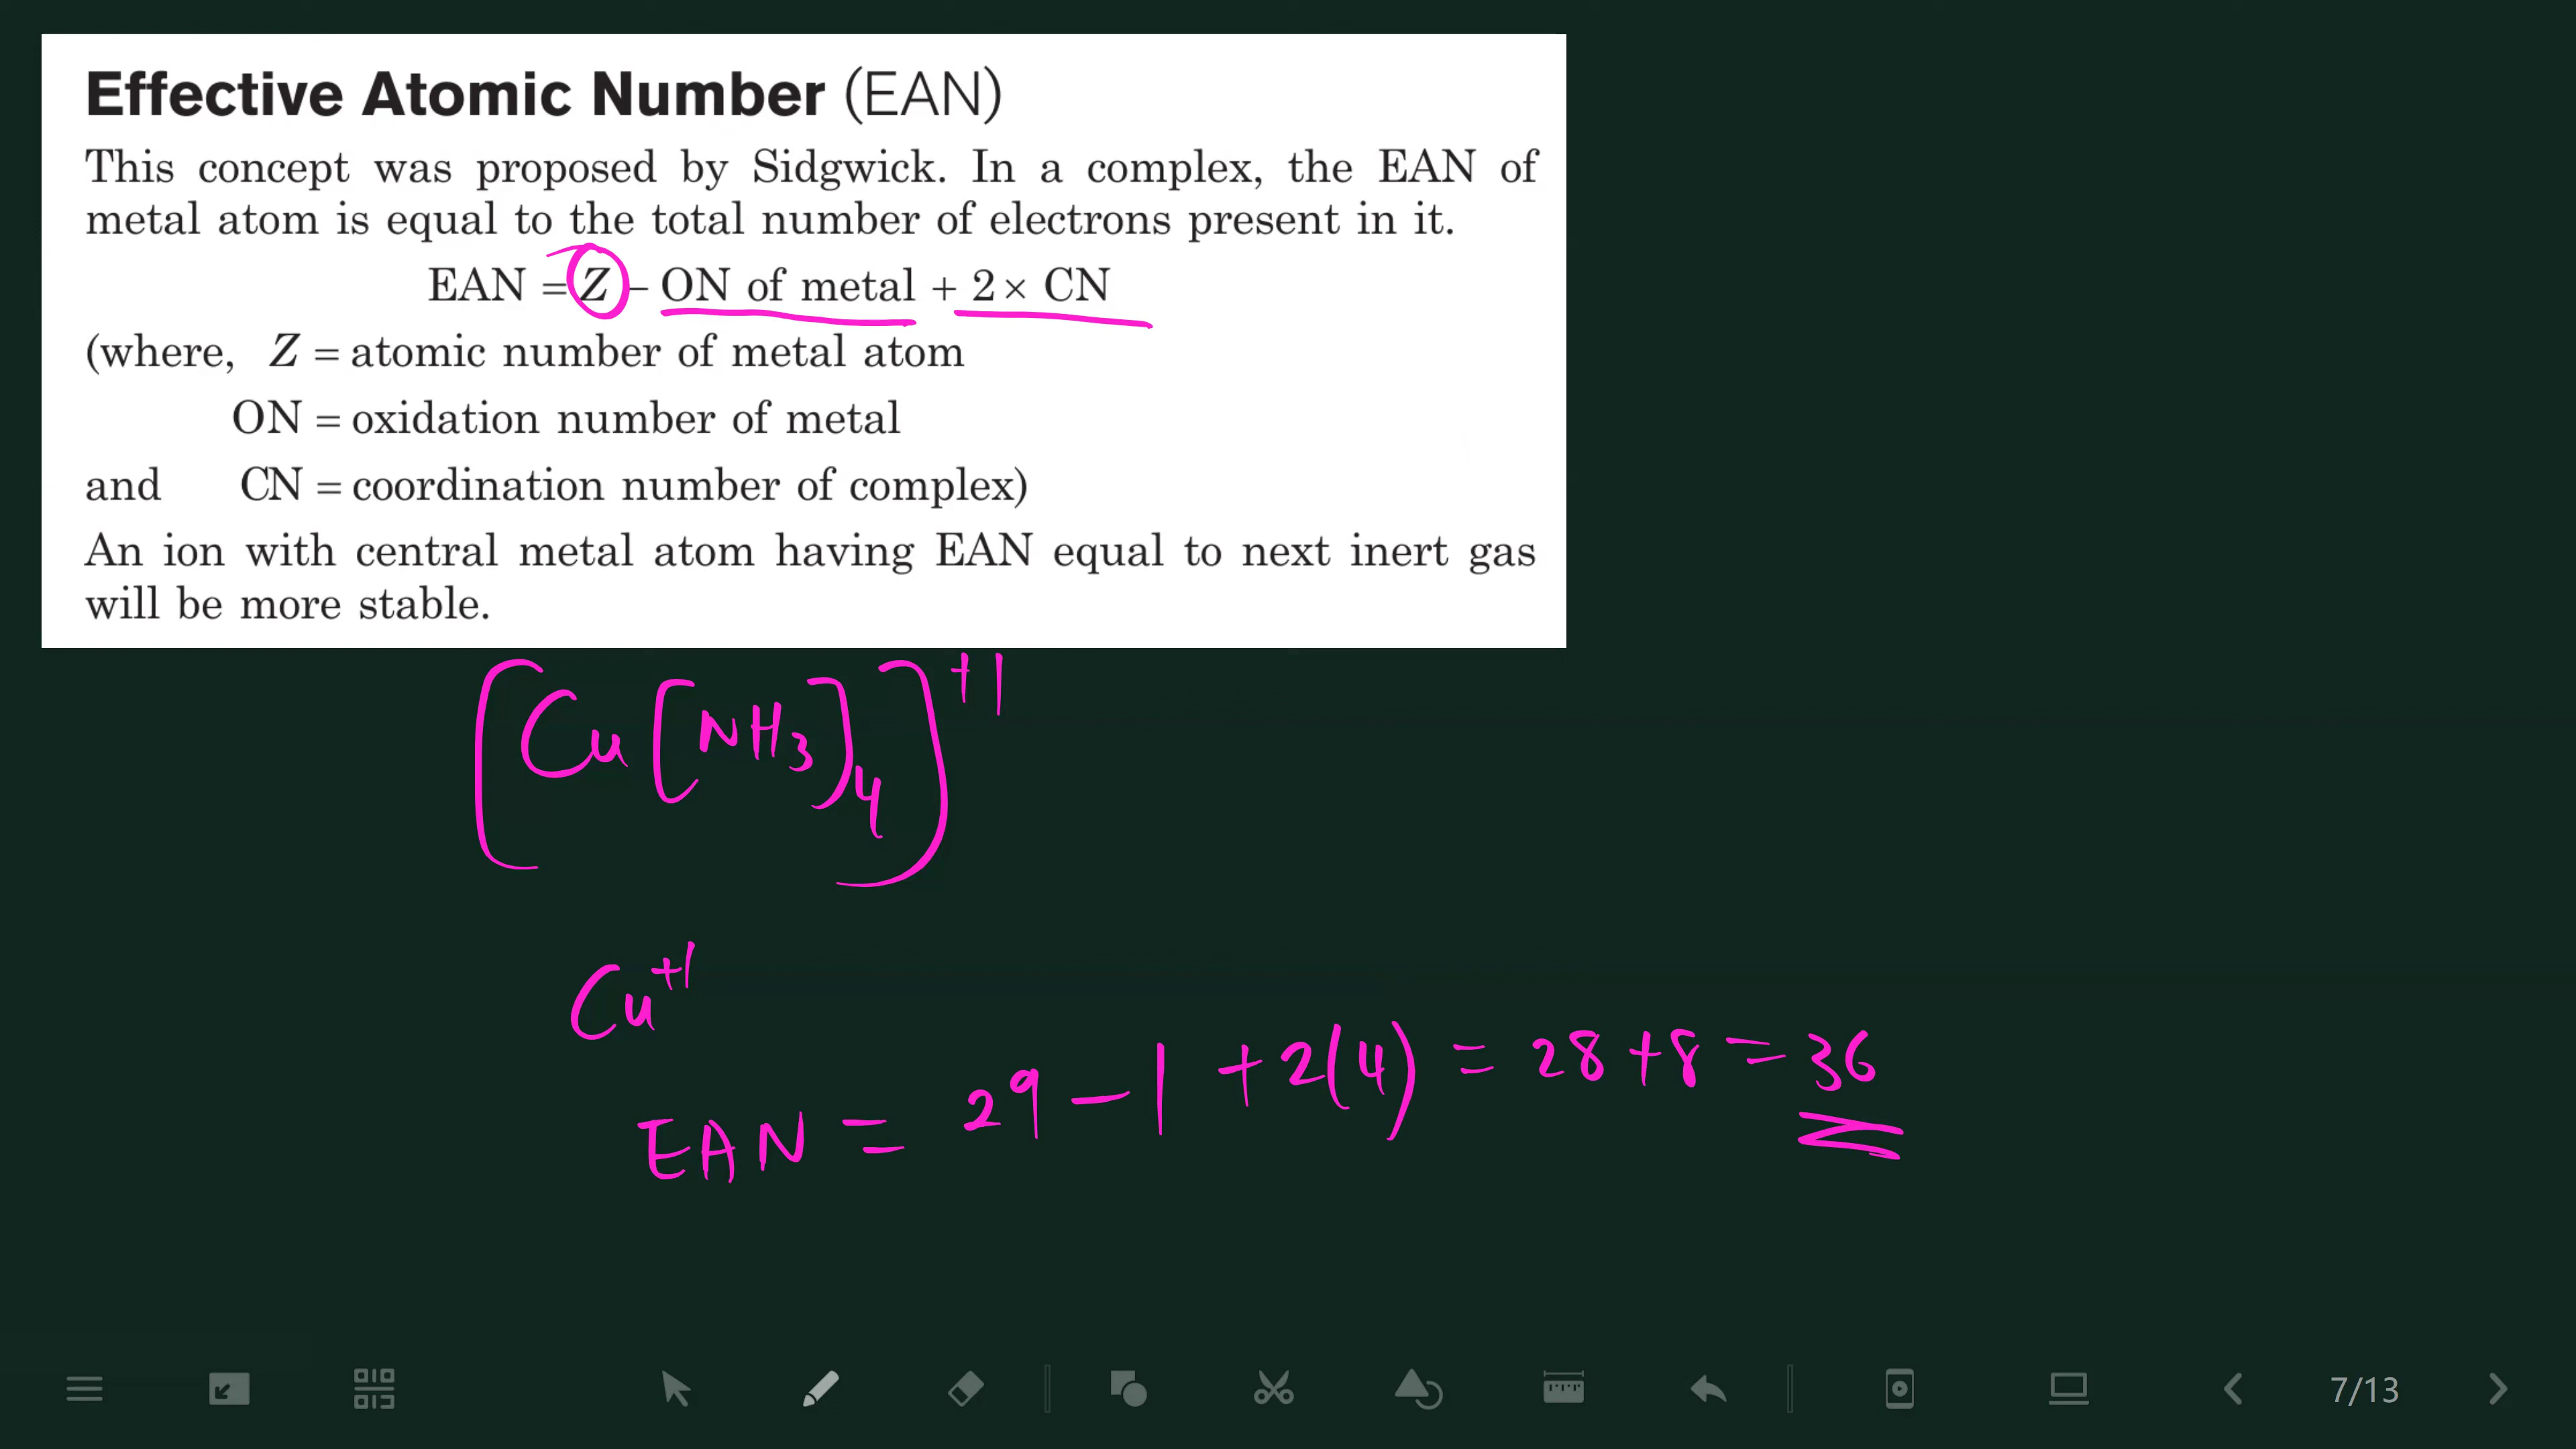 Effective Atomic Number (EAN)
This concept was proposed by Sidgwick. In a complex, the EAN of
metal atom is equal to the total number of electrons present in it.
EAN = Z – ON of metal + 2 × CN
(where, Z = atomic number of metal atom
ON = oxidation number of metal
and CN = coordination number of complex)
An ion with central metal atom having EAN equal to next inert gas
will be more stable.
[Cu[NH₃]₄]⁺¹
Cu⁺¹
EAN = 29 – 1 + 2(4) = 28 + 8 = 36
7/13